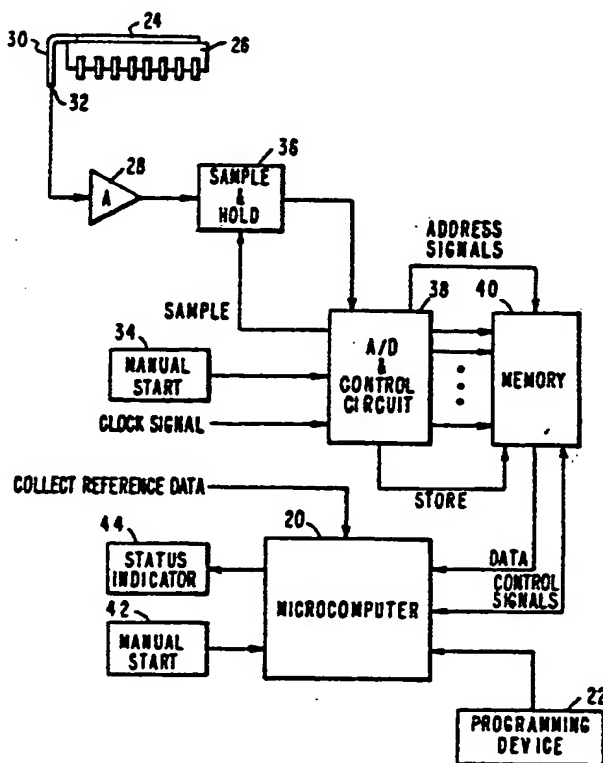 24
30
26
32
28
A
36
SAMPLE
&
HOLD
ADDRESS
SIGNALS
SAMPLE
38
40
34
MANUAL
START
A/D
&
CONTROL
CIRCUIT
MEMORY
CLOCK SIGNAL
STORE
COLLECT REFERENCE DATA
20
44
STATUS
INDICATOR
MICROCOMPUTER
DATA
CONTROL
SIGNALS
42
MANUAL
START
22
PROGRAMMING
DEVICE